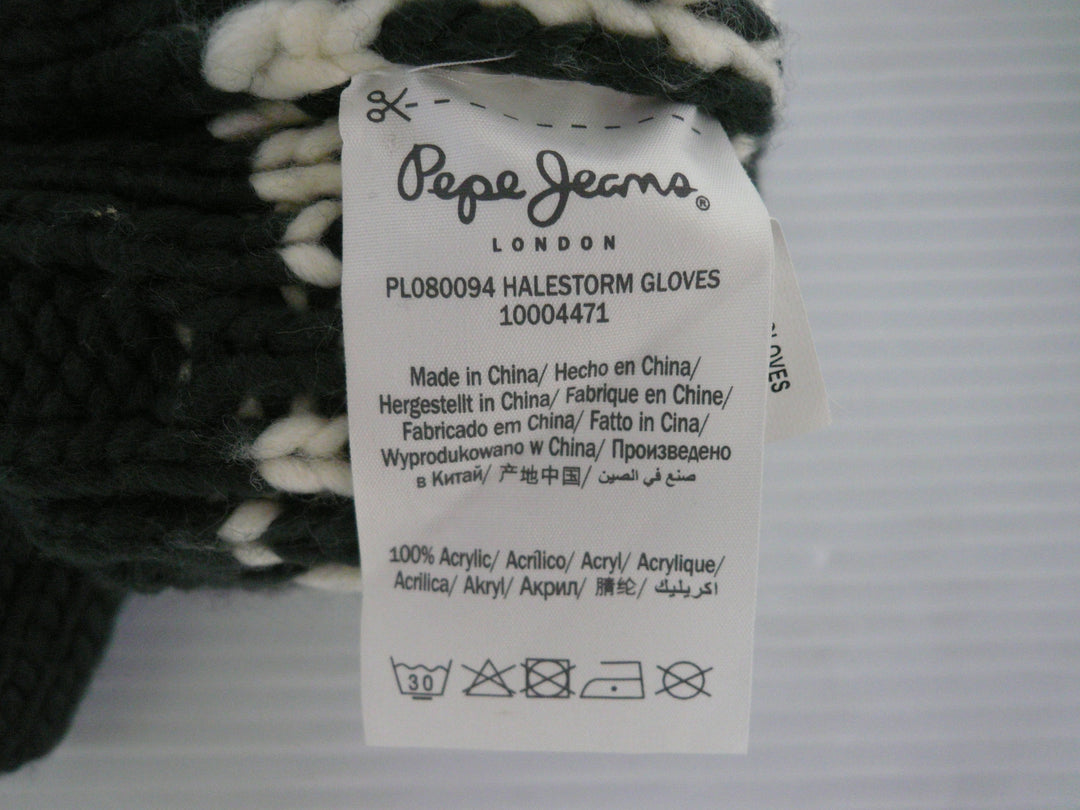 Pepe Jeans®
LONDON
PL080094 HALESTORM GLOVES
10004471
Made in China/ Hecho en China/
Hergestellt in China/ Fabrique en Chine/
Fabricado em China/ Fatto in Cina/
Wyprodukowano w China/ Произведено
в Китай/ 产地中国/ صنع في الصين
100% Acrylic/ Acrílico/ Acryl/ Acrylique/
Acrilica/ Akryl/ Акрил/ 腈纶/ اكريليك
30
GLOVES